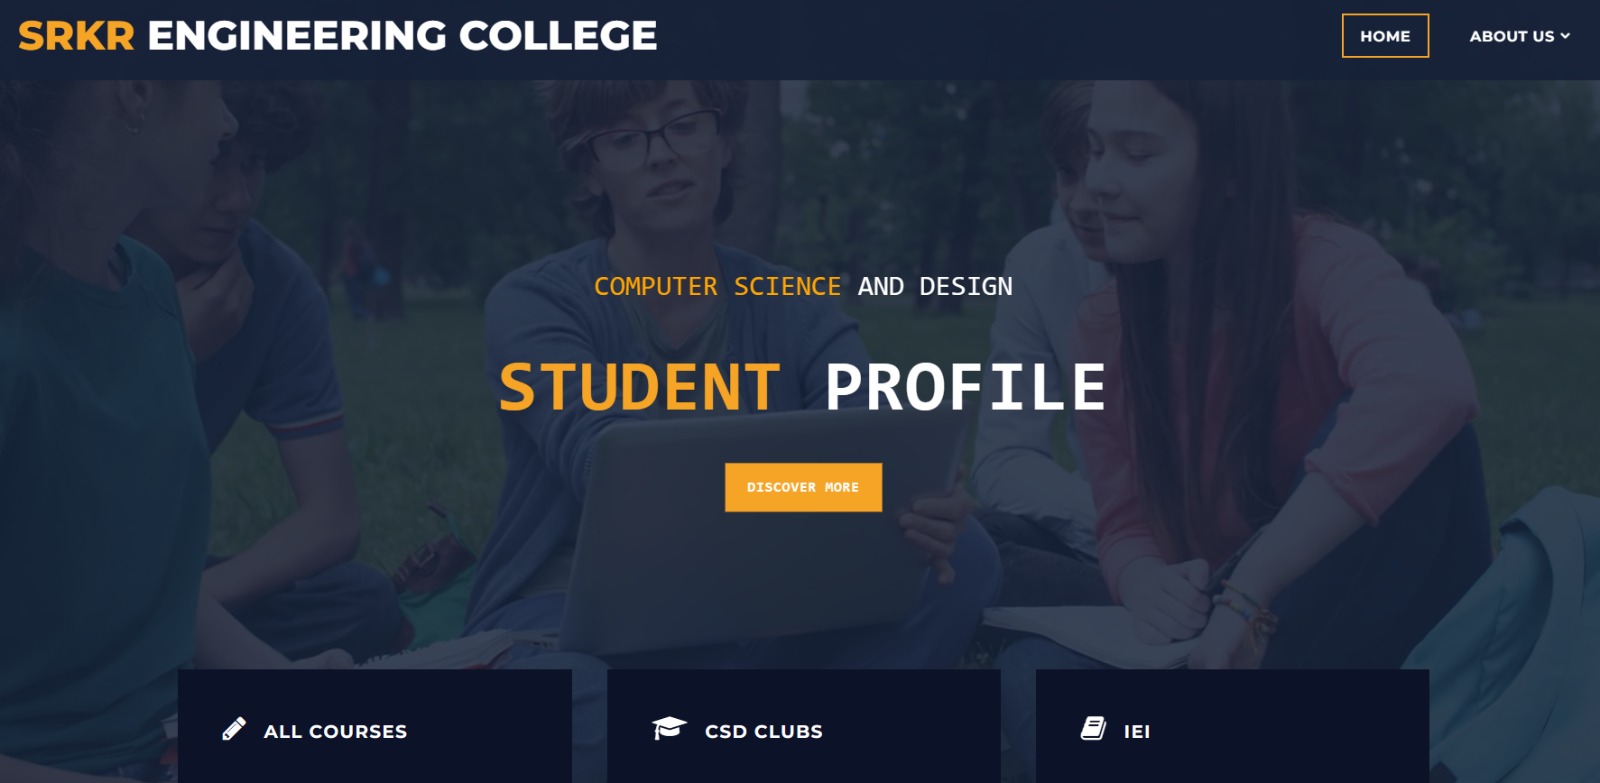 SRKR ENGINEERING COLLEGE
HOME
ABOUT US
COMPUTER SCIENCE AND DESIGN
STUDENT PROFILE
DISCOVER MORE
ALL COURSES
CSD CLUBS
IEI